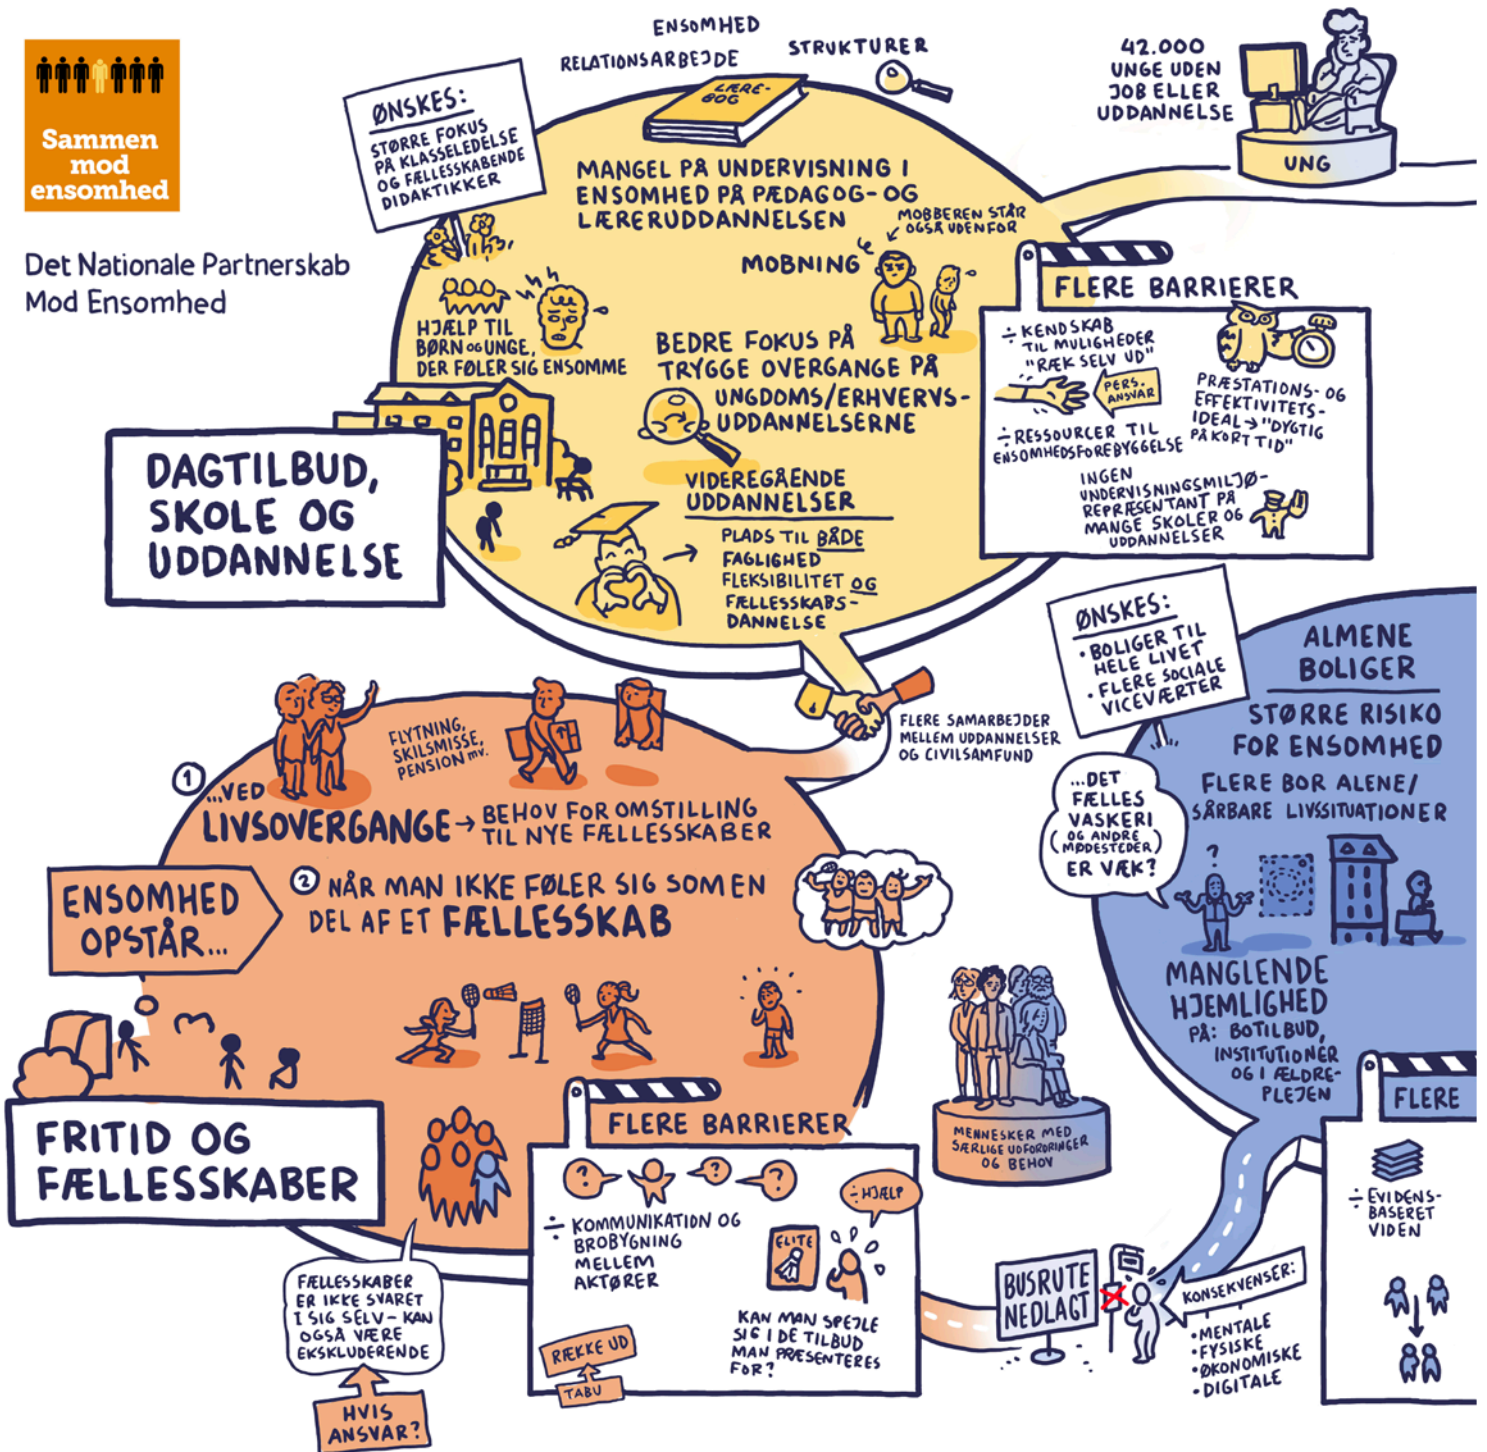 Sammen
mod
ensomhed
Det Nationale Partnerskab
Mod Ensomhed
ENSOMHED
RELATIONSARBEJDE
STRUKTURER
LÆRE-
BOG
ØNSKES:
STØRRE FOKUS
PÅ KLASSELEDELSE
OG FÆLLESSKABENDE
DIDAKTIKKER
MANGEL PÅ UNDERVISNING I
ENSOMHED PÅ PÆDAGOG- OG
LÆRERUDDANNELSEN
MOBBEREN STÅR
OGSÅ UDENFOR
MOBNING
HJÆLP TIL
BØRN OG UNGE,
DER FØLER SIG ENSOMME
BEDRE FOKUS PÅ
TRYGGE OVERGANGE PÅ
UNGDOMS/ERHVERVS-
UDDANNELSERNE
VIDEREGÅENDE
UDDANNELSER
PLADS TIL BÅDE
FAGLIGHED
FLEKSIBILITET OG
FÆLLESSKABS-
DANNELSE
DAGTILBUD,
SKOLE OG
UDDANNELSE
42.000
UNGE UDEN
JOB ELLER
UDDANNELSE
UNG
FLERE BARRIERER
÷ KENDSKAB
TIL MULIGHEDER
"RÆK SELV UD"
PERS.
ANSVAR
÷ RESSOURCER TIL
ENSOMHEDSFOREBYGGELSE
PRÆSTATIONS- OG
EFFEKTIVITETS-
IDEAL → "DYGTIG
PÅ KORT TID"
INGEN
UNDERVISNINGSMILJØ-
REPRÆSENTANT PÅ
MANGE SKOLER OG
UDDANNELSER
FLERE SAMARBEJDER
MELLEM UDDANNELSER
OG CIVILSAMFUND
ENSOMHED
OPSTÅR...
1
...VED
LIVSOVERGANGE → BEHOV FOR OMSTILLING
TIL NYE FÆLLESSKABER
FLYTNING,
SKILSMISSE,
PENSION mv.
2 NÅR MAN IKKE FØLER SIG SOM EN
DEL AF ET FÆLLESSKAB
FRITID OG
FÆLLESSKABER
FÆLLESSKABER
ER IKKE SVARET
I SIG SELV - KAN
OGSÅ VÆRE
EKSKLUDERENDE
HVIS
ANSVAR?
FLERE BARRIERER
? ? ?
÷ KOMMUNIKATION OG
BROBYGNING
MELLEM
AKTØRER
RÆKKE UD
TABU
÷ HJÆLP
ELITE
KAN MAN SPEJLE
SIG I DE TILBUD
MAN PRÆSENTERES
FOR?
MENNESKER MED
SÆRLIGE UDFORDRINGER
OG BEHOV
BUSRUTE
NEDLAGT
KONSEKVENSER:
• MENTALE
• FYSISKE
• ØKONOMISKE
• DIGITALE
ØNSKES:
• BOLIGER TIL
HELE LIVET
• FLERE SOCIALE
VICEVÆRTER
ALMENE
BOLIGER
STØRRE RISIKO
FOR ENSOMHED
FLERE BOR ALENE/
SÅRBARE LIVSSITUATIONER
...DET
FÆLLES
VASKERI
(OG ANDRE
MØDESTEDER)
ER VÆK?
?
MANGLENDE
HJEMLIGHED
PÅ: BOTILBUD,
INSTITUTIONER
OG I ÆLDRE-
PLEJEN
FLERE
÷ EVIDENS-
BASERET
VIDEN